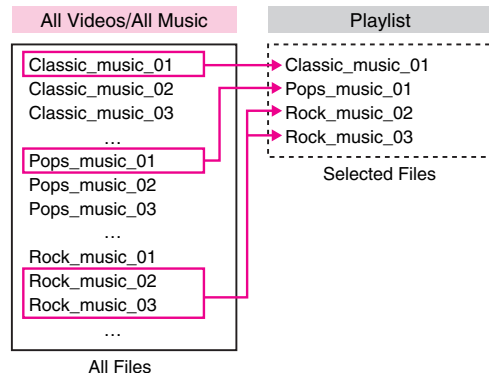 All Videos/All Music
Classic_music_01
Classic_music_02
Classic_music_03
...
Pops_music_01
Pops_music_02
Pops_music_03
...
Rock_music_01
Rock_music_02
Rock_music_03
...
All Files
Playlist
Classic_music_01
Pops_music_01
Rock_music_02
Rock_music_03
Selected Files